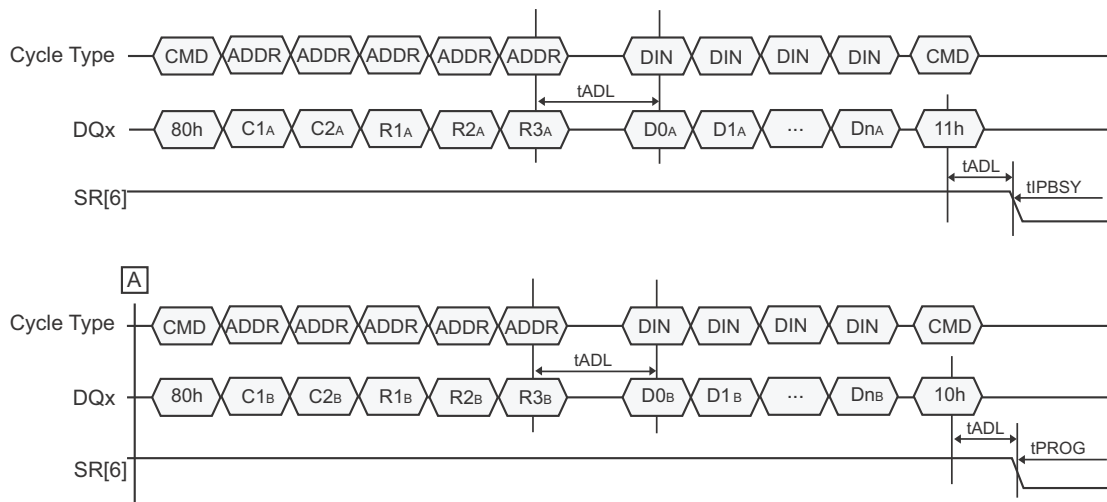 Cycle Type CMD ADDR ADDR ADDR ADDR ADDR DIN DIN DIN DIN CMD
tADL
DQx 80h C1A C2A R1A R2A R3A D0A D1A ... DnA 11h
tADL
SR[6] tIPBSY
A
Cycle Type CMD ADDR ADDR ADDR ADDR ADDR DIN DIN DIN DIN CMD
tADL
DQx 80h C1B C2B R1B R2B R3B D0B D1B ... DnB 10h
tADL
SR[6] tPROG